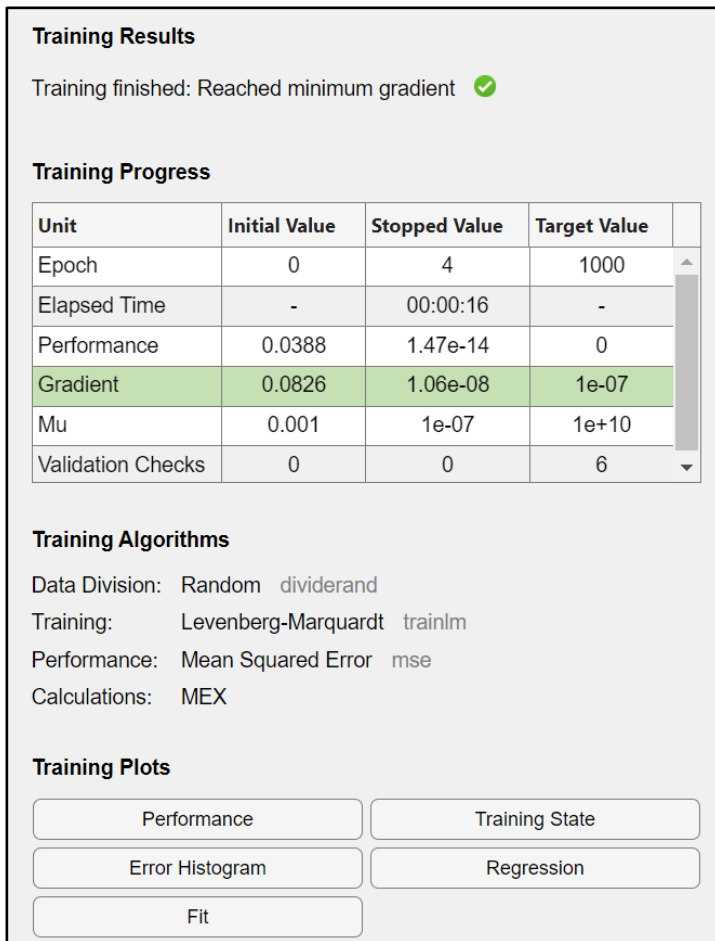 Training Results
Training finished: Reached minimum gradient
Training Progress
Unit Initial Value Stopped Value Target Value
Epoch 0 4 1000
Elapsed Time - 00:00:16 -
Performance 0.0388 1.47e-14 0
Gradient 0.0826 1.06e-08 1e-07
Mu 0.001 1e-07 1e+10
Validation Checks 0 0 6
Training Algorithms
Data Division: Random dividerand
Training: Levenberg-Marquardt trainlm
Performance: Mean Squared Error mse
Calculations: MEX
Training Plots
Performance Training State
Error Histogram Regression
Fit